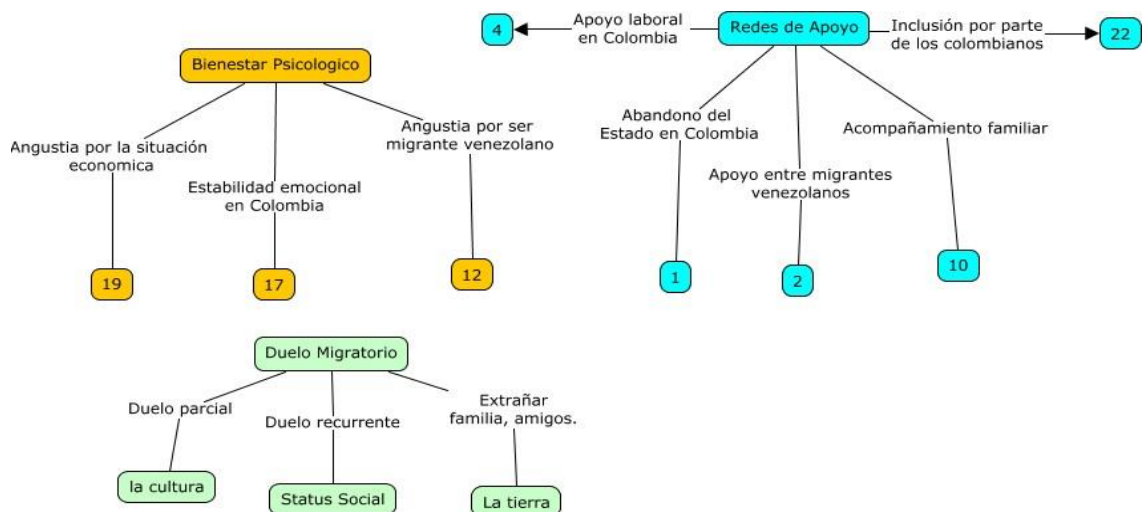 Bienestar Psicologico
Angustia por la situación
economica
19
Estabilidad emocional
en Colombia
17
Angustia por ser
migrante venezolano
12
Redes de Apoyo
Apoyo laboral
en Colombia
4
Inclusión por parte
de los colombianos
22
Abandono del
Estado en Colombia
1
Apoyo entre migrantes
venezolanos
2
Acompañamiento familiar
10
Duelo Migratorio
Duelo parcial
la cultura
Duelo recurrente
Status Social
Extrañar
familia, amigos.
La tierra